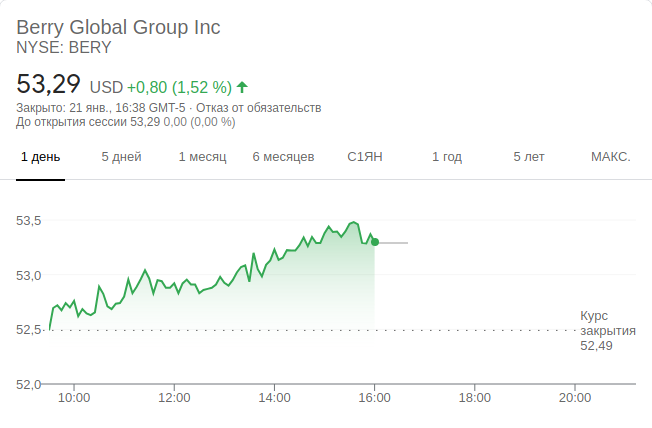 Berry Global Group Inc
NYSE: BERY
53,29 USD +0,80 (1,52 %)
Закрыто: 21 янв., 16:38 GMT-5 · Отказ от обязательств
До открытия сессии 53,29 0,00 (0,00 %)
1 день 5 дней 1 месяц 6 месяцев С1ЯН 1 год 5 лет МАКС.
53,5
53,0
52,5
52,0
Курс
закрытия
52,49
10:00 12:00 14:00 16:00 18:00 20:00